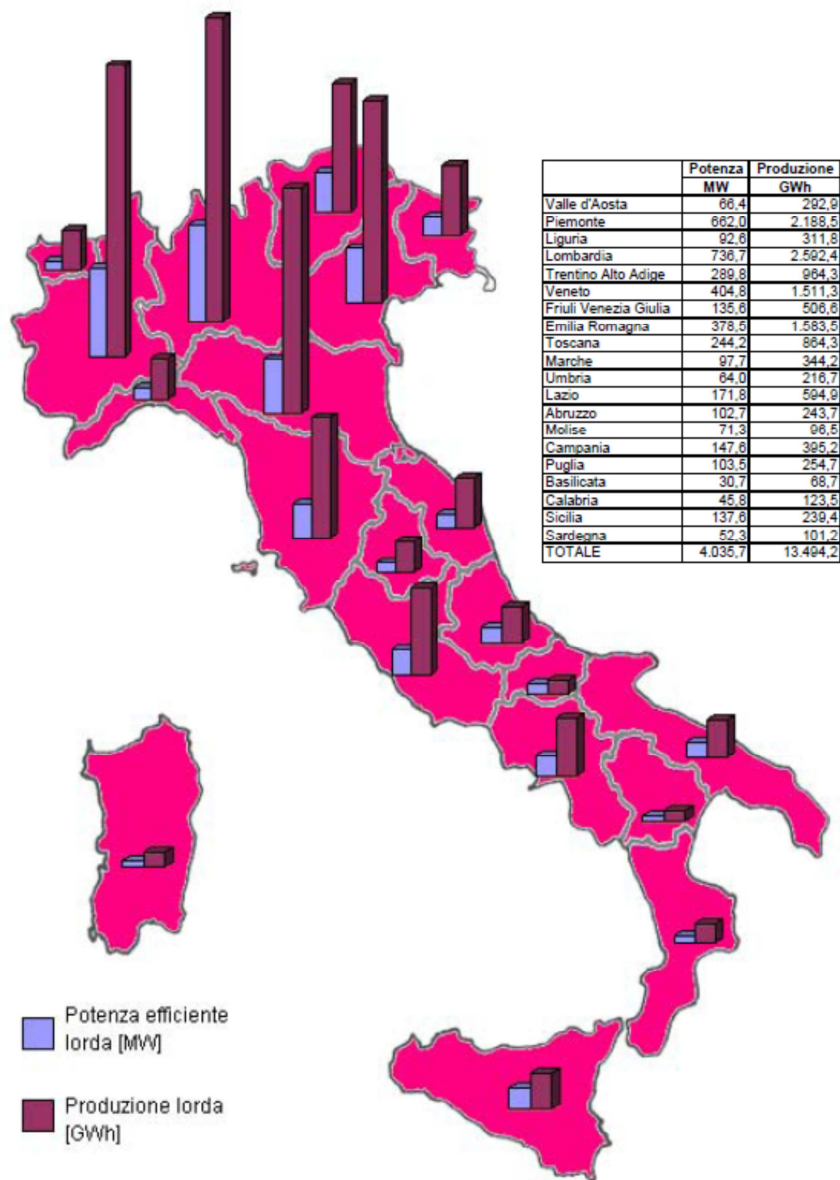 Potenza Produzione
MW GWh
Valle d'Aosta 66,4 292,9
Piemonte 662,0 2.188,5
Liguria 92,6 311,8
Lombardia 736,7 2.592,4
Trentino Alto Adige 289,8 964,3
Veneto 404,8 1.511,3
Friuli Venezia Giulia 135,6 506,6
Emilia Romagna 378,5 1.583,5
Toscana 244,2 864,3
Marche 97,7 344,2
Umbria 64,0 216,7
Lazio 171,8 594,9
Abruzzo 102,7 243,7
Molise 71,3 96,5
Campania 147,6 395,2
Puglia 103,5 254,7
Basilicata 30,7 68,7
Calabria 45,8 123,5
Sicilia 137,6 239,4
Sardegna 52,3 101,2
TOTALE 4.035,7 13.494,2
Potenza efficiente
lorda [MW]
Produzione lorda
[GWh]